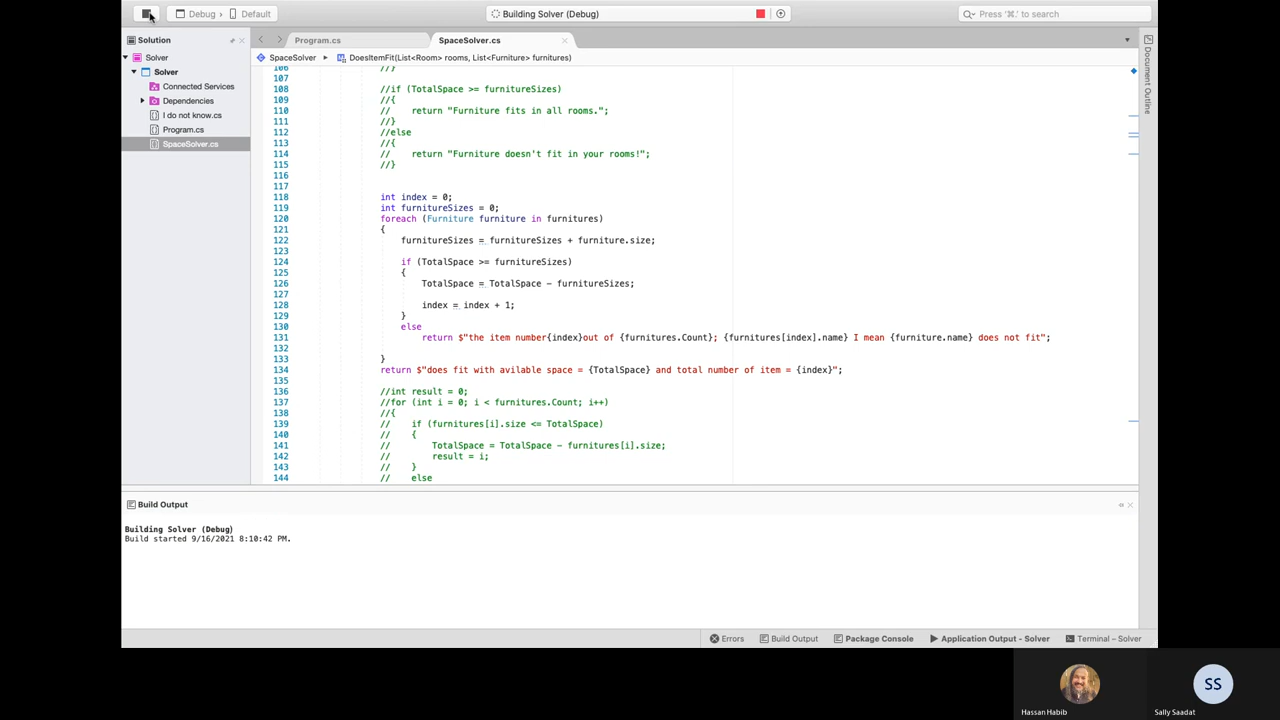 Debug › Default
Building Solver (Debug)
Press '⌘.' to search
Solution
Program.cs
SpaceSolver.cs
Solver
SpaceSolver ▸ DoesItemFit(List<Room> rooms, List<Furniture> furnitures)
Solver
Connected Services
Dependencies
I do not know.cs
Program.cs
SpaceSolver.cs
Document Outline
106 //}
107
108 //if (TotalSpace >= furnitureSizes)
109 //{
110 //    return "Furniture fits in all rooms.";
111 //}
112 //else
113 //{
114 //    return "Furniture doesn't fit in your rooms!";
115 //}
116
117
118 int index = 0;
119 int furnitureSizes = 0;
120 foreach (Furniture furniture in furnitures)
121 {
122     furnitureSizes = furnitureSizes + furniture.size;
123
124     if (TotalSpace >= furnitureSizes)
125     {
126         TotalSpace = TotalSpace - furnitureSizes;
127
128         index = index + 1;
129     }
130     else
131         return $"the item number{index}out of {furnitures.Count}; {furnitures[index].name} I mean {furniture.name} does not fit";
132
133 }
134 return $"does fit with avilable space = {TotalSpace} and total number of item = {index}";
135
136 //int result = 0;
137 //for (int i = 0; i < furnitures.Count; i++)
138 //{
139 //    if (furnitures[i].size <= TotalSpace)
140 //    {
141 //        TotalSpace = TotalSpace - furnitures[i].size;
142 //        result = i;
143 //    }
144 //    else
Build Output
Building Solver (Debug)
Build started 9/16/2021 8:10:42 PM.
Errors
Build Output
Package Console
Application Output - Solver
Terminal – Solver
SS
Hassan Habib
Sally Saadat